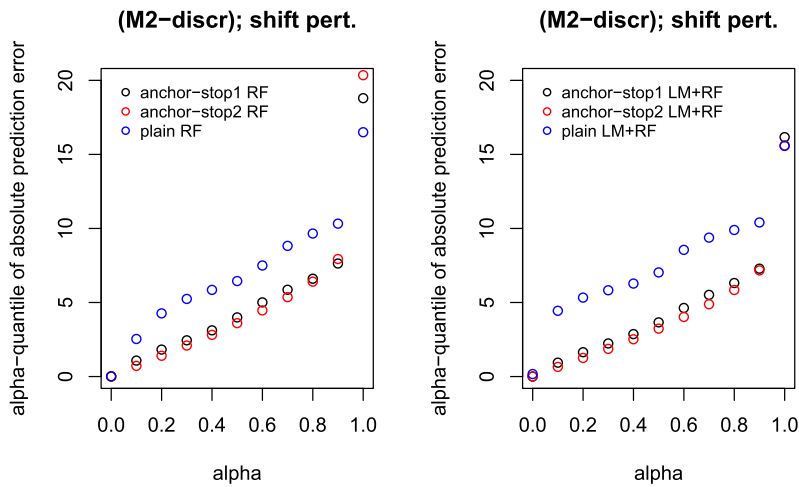 (M2−discr); shift pert.
alpha−quantile of absolute prediction error
20
15
10
5
0
anchor−stop1 RF
anchor−stop2 RF
plain RF
0.0 0.2 0.4 0.6 0.8 1.0
alpha
(M2−discr); shift pert.
alpha−quantile of absolute prediction error
20
15
10
5
0
anchor−stop1 LM+RF
anchor−stop2 LM+RF
plain LM+RF
0.0 0.2 0.4 0.6 0.8 1.0
alpha